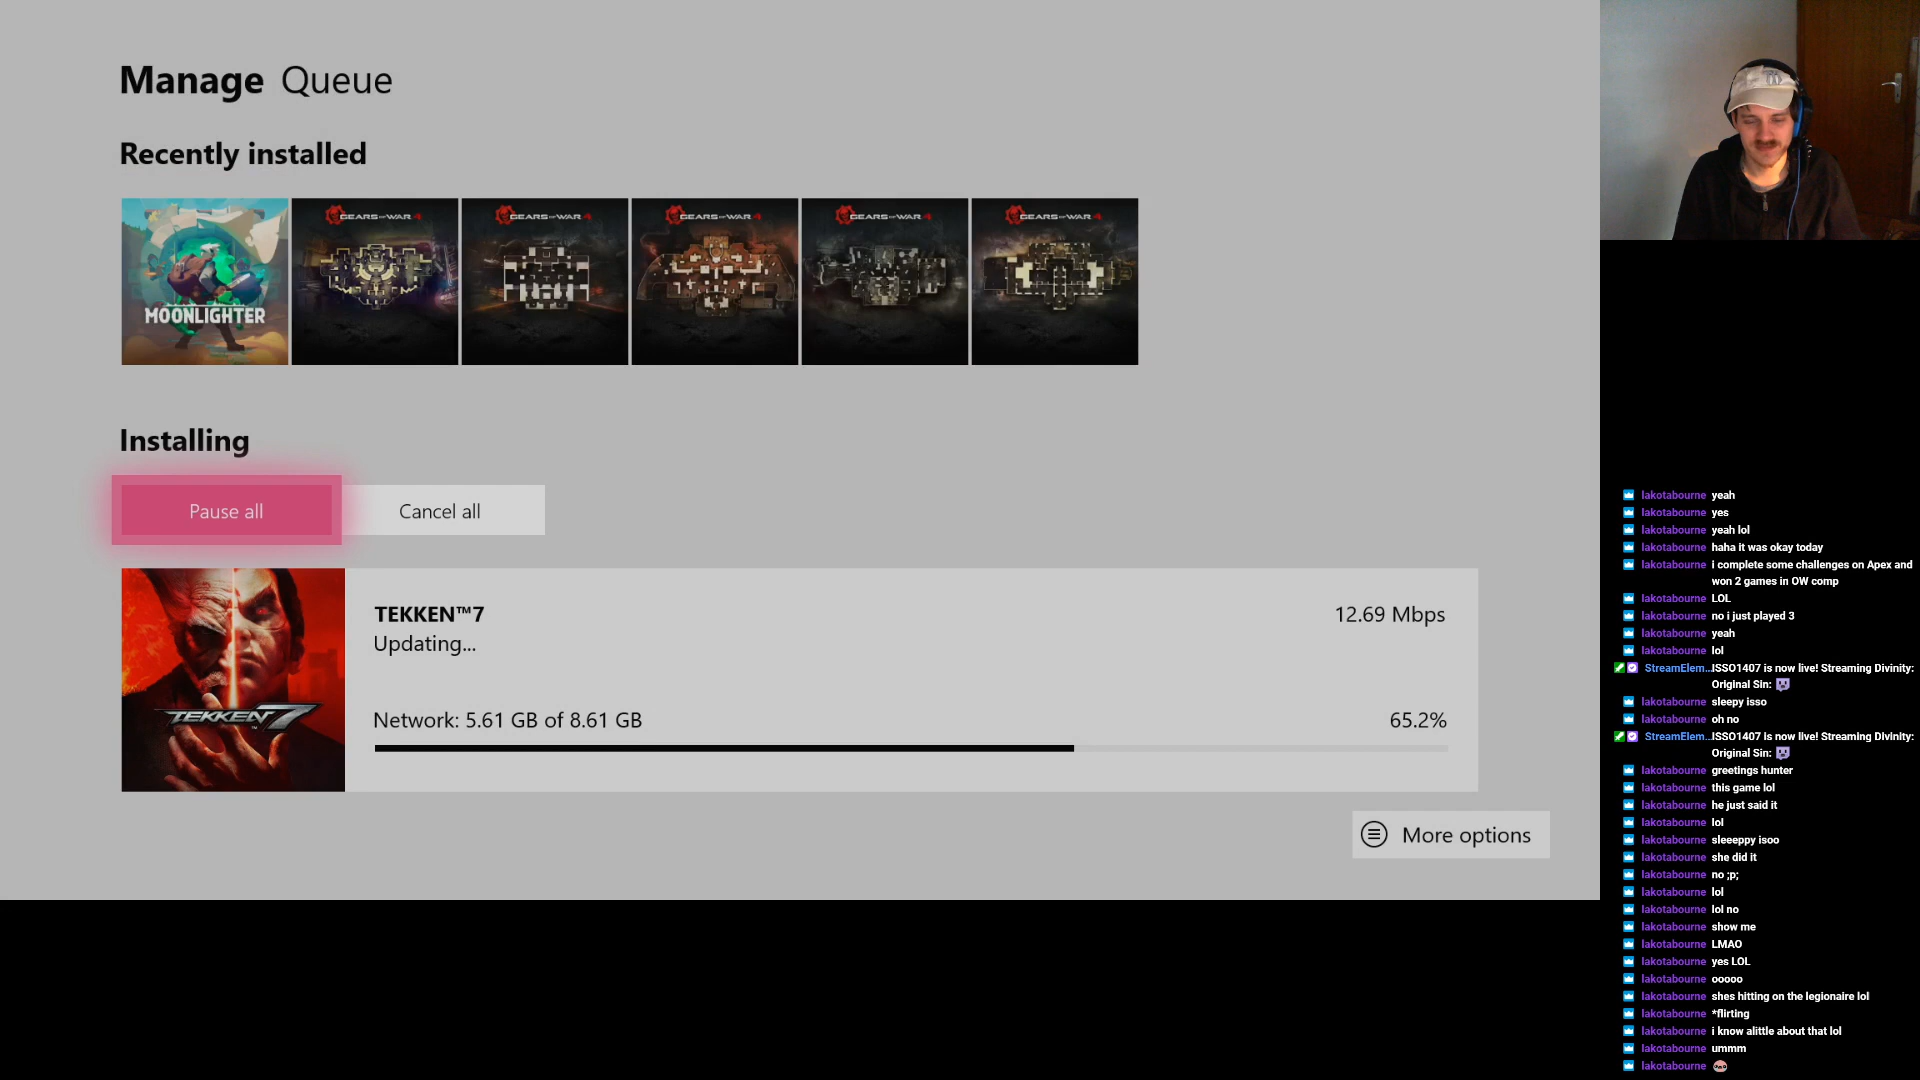 Manage Queue
Recently installed
MOONLIGHTER
GEARS OF WAR 4
GEARS OF WAR 4
GEARS OF WAR 4
GEARS OF WAR 4
GEARS OF WAR 4
Installing
Pause all
Cancel all
TEKKEN 7
TEKKEN™7
12.69 Mbps
Updating...
Network: 5.61 GB of 8.61 GB
65.2%
More options
lakotabourne yeah
lakotabourne yes
lakotabourne yeah lol
lakotabourne haha it was okay today
lakotabourne i complete some challenges on Apex and
won 2 games in OW comp
lakotabourne LOL
lakotabourne no i just played 3
lakotabourne yeah
lakotabourne lol
StreamElem... ISSO1407 is now live! Streaming Divinity:
Original Sin:
lakotabourne sleepy isso
lakotabourne oh no
StreamElem... ISSO1407 is now live! Streaming Divinity:
Original Sin:
lakotabourne greetings hunter
lakotabourne this game lol
lakotabourne he just said it
lakotabourne lol
lakotabourne sleeeppy isoo
lakotabourne she did it
lakotabourne no ;p;
lakotabourne lol
lakotabourne lol no
lakotabourne show me
lakotabourne LMAO
lakotabourne yes LOL
lakotabourne ooooo
lakotabourne shes hitting on the legionaire lol
lakotabourne *flirting
lakotabourne i know alittle about that lol
lakotabourne ummm
lakotabourne